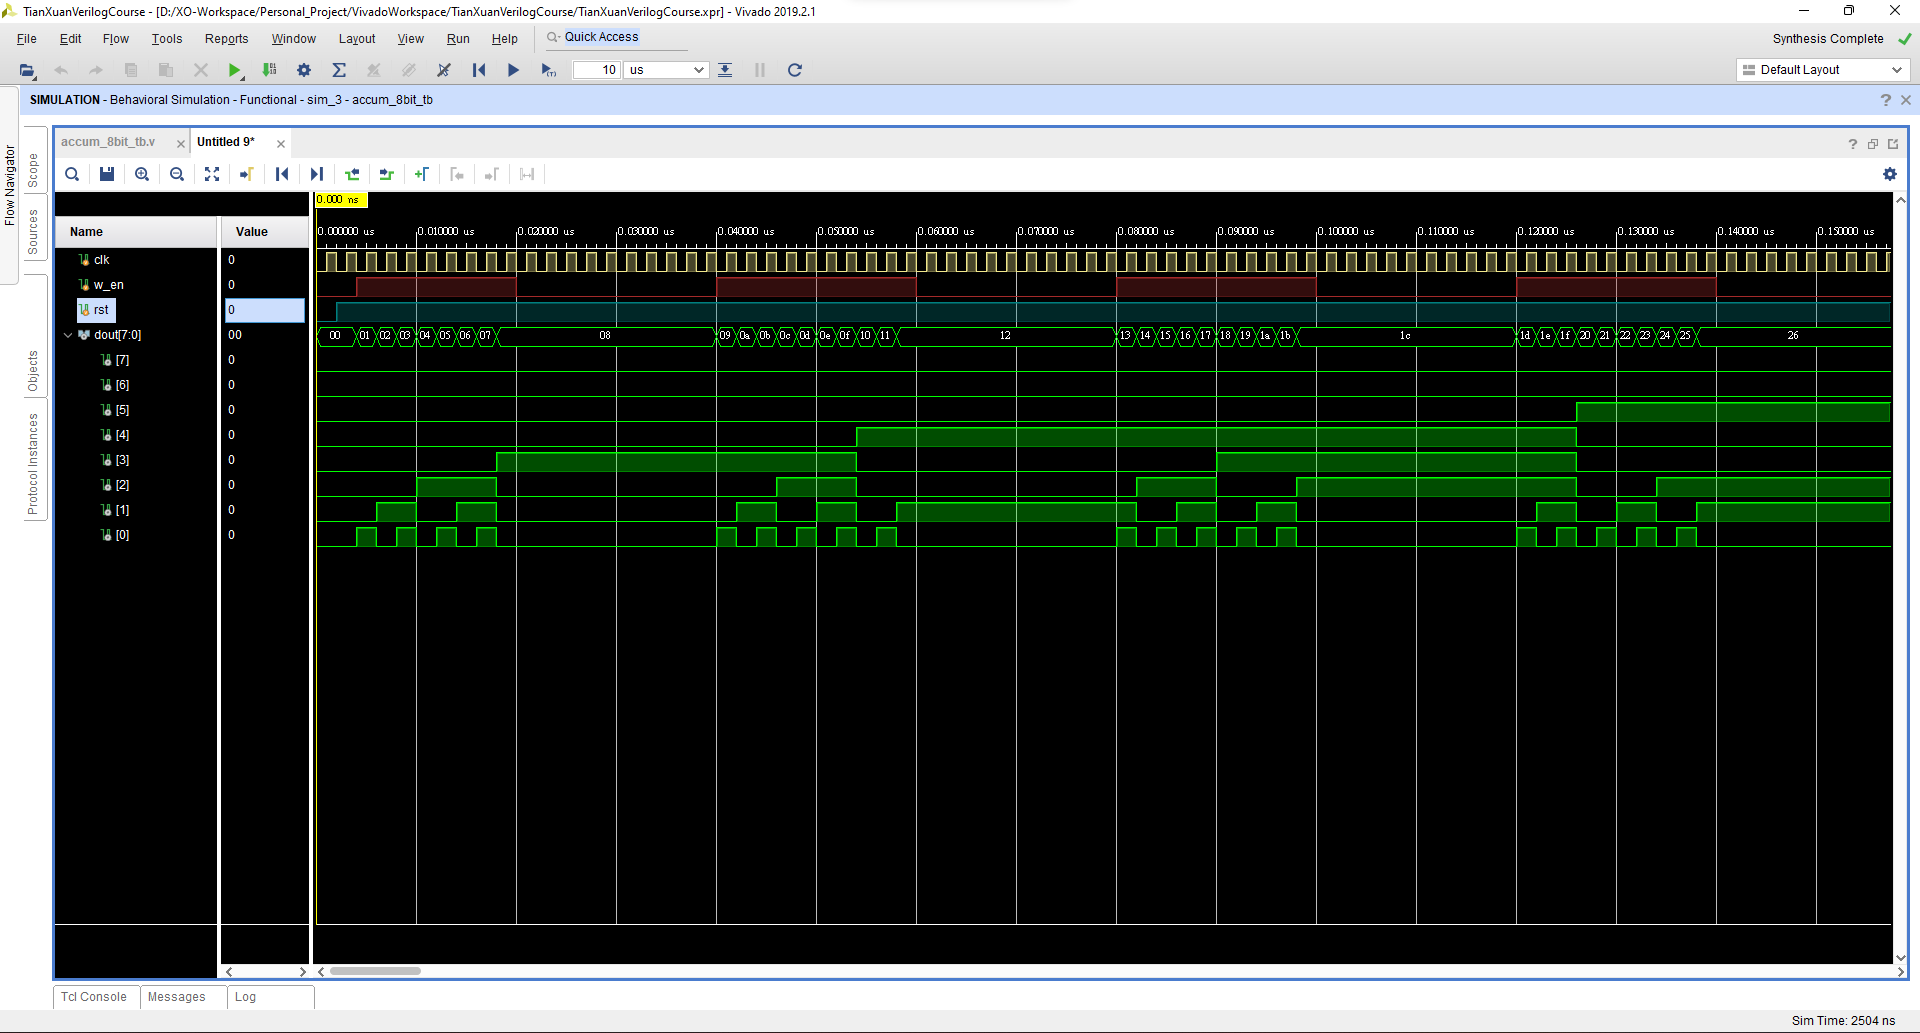 TianXuanVerilogCourse - [D:/XO-Workspace/Personal_Project/VivadoWorkspace/TianXuanVerilogCourse/TianXuanVerilogCourse.xpr] - Vivado 2019.2.1
File Edit Flow Tools Reports Window Layout View Run Help Quick Access Synthesis Complete
10 us Default Layout
SIMULATION - Behavioral Simulation - Functional - sim_3 - accum_8bit_tb
Flow Navigator
Scope
Sources
Objects
Protocol Instances
accum_8bit_tb.v Untitled 9*
0.000 ns
Name Value 0.000000 us 0.010000 us 0.020000 us 0.030000 us 0.040000 us 0.050000 us 0.060000 us 0.070000 us 0.080000 us 0.090000 us 0.100000 us 0.110000 us 0.120000 us 0.130000 us 0.140000 us 0.150000 us
clk 0
w_en 0
rst 0
dout[7:0] 00 00 01 02 03 04 05 06 07 08 09 0a 0b 0c 0d 0e 0f 10 11 12 13 14 15 16 17 18 19 1a 1b 1c 1d 1e 1f 20 21 22 23 24 25 26
[7] 0
[6] 0
[5] 0
[4] 0
[3] 0
[2] 0
[1] 0
[0] 0
Tcl Console Messages Log
Sim Time: 2504 ns